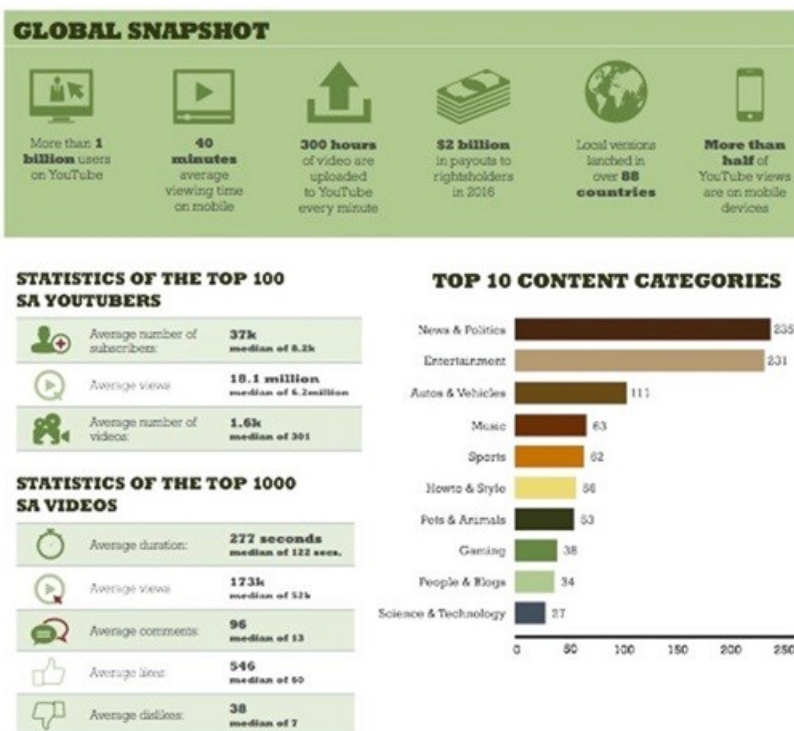 GLOBAL SNAPSHOT
More than 1
billion users
on YouTube
40
minutes
average
viewing time
on mobile
300 hours
of video are
uploaded
to YouTube
every minute
$2 billion
in payouts to
rightsholders
in 2016
Local versions
lanched in
over 88
countries
More than
half of
YouTube views
are on mobile
devices
STATISTICS OF THE TOP 100
SA YOUTUBERS
Average number of
subscribers:
37k
median of 8.2k
Average views
18.1 million
median of 6.2million
Average number of
videos:
1.6k
median of 301
STATISTICS OF THE TOP 1000
SA VIDEOS
Average duration:
277 seconds
median of 122 secs.
Average views
173k
median of 52k
Average comments:
96
median of 13
Average likes:
546
median of 60
Average dislikes:
38
median of 7
TOP 10 CONTENT CATEGORIES
News & Politics 235
Entertainment 231
Autos & Vehicles 111
Music 63
Sports 62
Howto & Style 56
Pets & Animals 53
Gaming 38
People & Blogs 34
Science & Technology 27
0 50 100 150 200 250